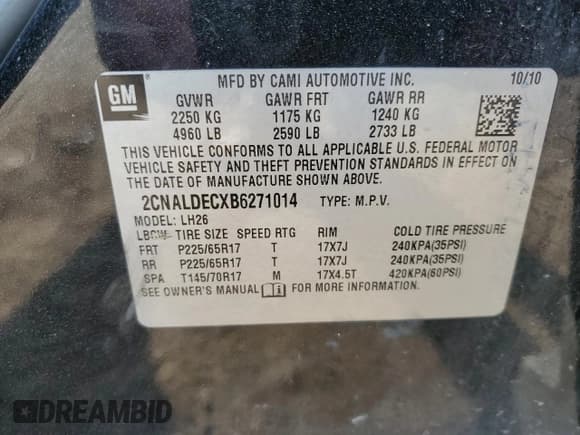 GM
MFD BY CAMI AUTOMOTIVE INC. 10/10
GVWR GAWR FRT GAWR RR
2250 KG 1175 KG 1240 KG
4960 LB 2590 LB 2733 LB
THIS VEHICLE CONFORMS TO ALL APPLICABLE U.S. FEDERAL MOTOR
VEHICLE SAFETY AND THEFT PREVENTION STANDARDS IN EFFECT ON
THE DATE OF MANUFACTURE SHOWN ABOVE.
2CNALDECXB6271014 TYPE: M.P.V.
MODEL: LH26
TIRE SIZE SPEED RTG RIM COLD TIRE PRESSURE
FRT P225/65R17 T 17X7J 240KPA(35PSI)
RR P225/65R17 T 17X7J 240KPA(35PSI)
SPA T145/70R17 M 17X4.5T 420KPA(60PSI)
SEE OWNER'S MANUAL FOR MORE INFORMATION.
DREAMBID